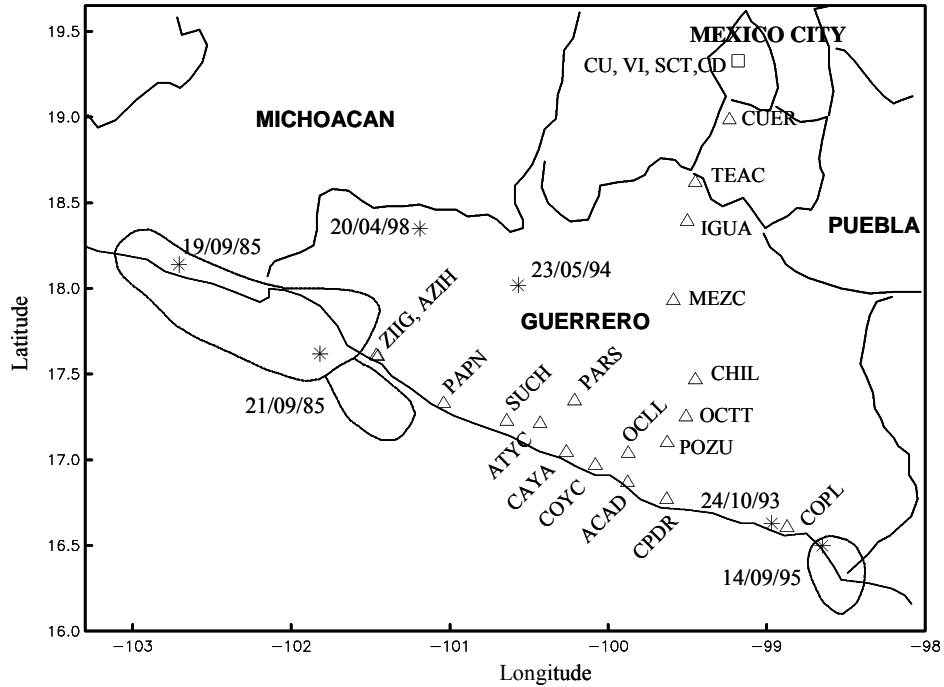 19.5
MEXICO CITY
CU, VI, SCT,CD
19.0
MICHOACAN
CUER
TEAC
18.5
20/04/98
IGUA
PUEBLA
19/09/85
23/05/94
18.0
MEZC
ZIIG, AZIH
GUERRERO
Latitude
17.5
PAPN
SUCH
PARS
CHIL
21/09/85
OCLL
OCTT
POZU
17.0
ATYC
CAYA
COYC
ACAD
CPDR
24/10/93
COPL
16.5
14/09/95
16.0
−103
−102
−101
−100
−99
−98
Longitude